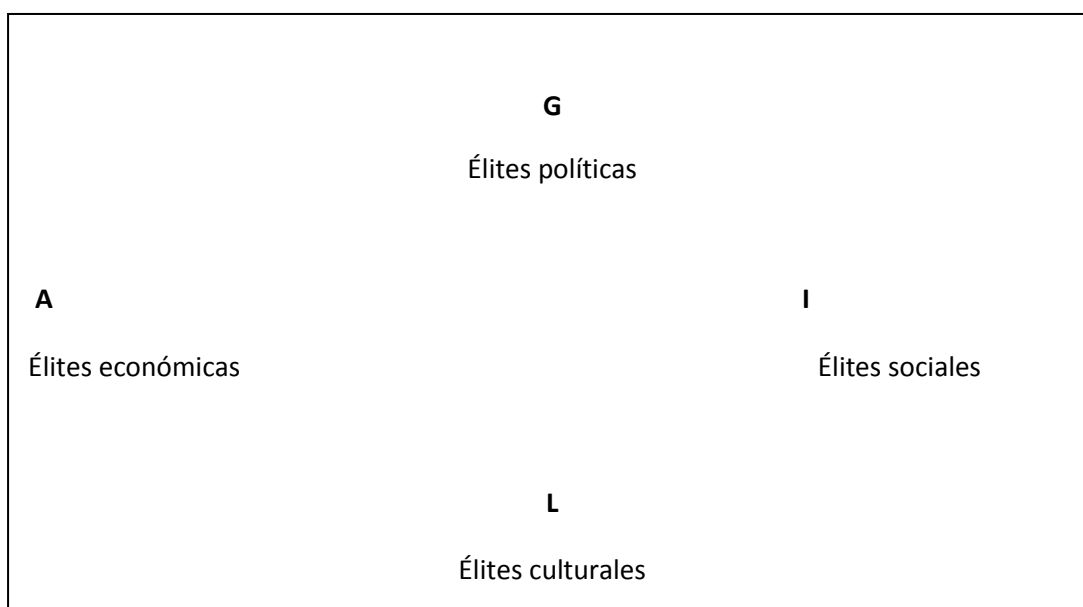 G
Élites políticas
A I
Élites económicas Élites sociales
L
Élites culturales